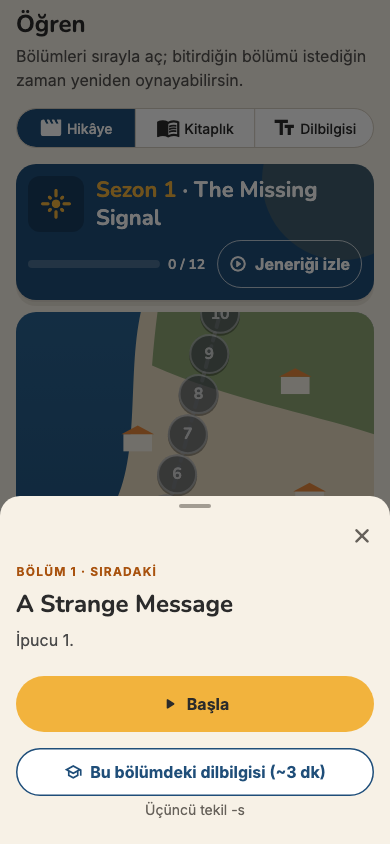 Öğren
Bölümleri sırayla aç; bitirdiğin bölümü istediğin
zaman yeniden oynayabilirsin.
Hikâye
Kitaplık
Dilbilgisi
Sezon 1 · The Missing
Signal
0 / 12
Jeneriği izle
10
9
8
7
6
BÖLÜM 1 · SIRADAKİ
A Strange Message
İpucu 1.
Başla
Bu bölümdeki dilbilgisi (~3 dk)
Üçüncü tekil -s